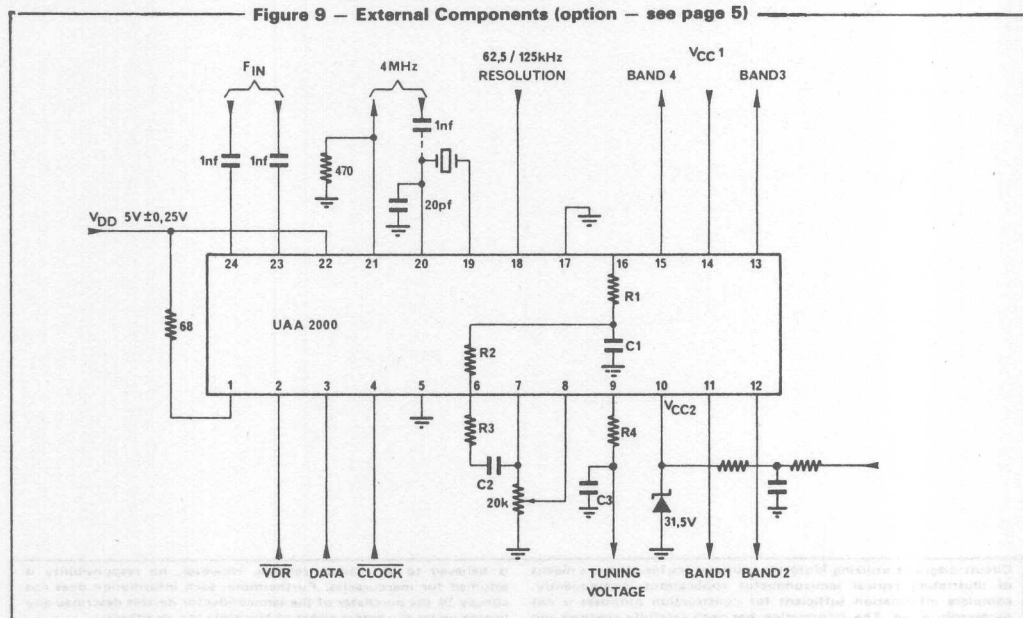 Figure 9 — External Components (option — see page 5)
FIN
4MHz
62,5 / 125kHz
RESOLUTION
BAND 4
VCC 1
BAND3
1nf
1nf
1nf
470
20pf
VDD 5V ±0,25V
24 23 22 21 20 19 18 17 16 15 14 13
R1
68
UAA 2000
C1
R2
1 2 3 4 5 6 7 8 9 10 11 12
VCC2
R3
R4
C2
20k
C3
31,5V
VDR DATA CLOCK
TUNING
VOLTAGE
BAND1 BAND 2